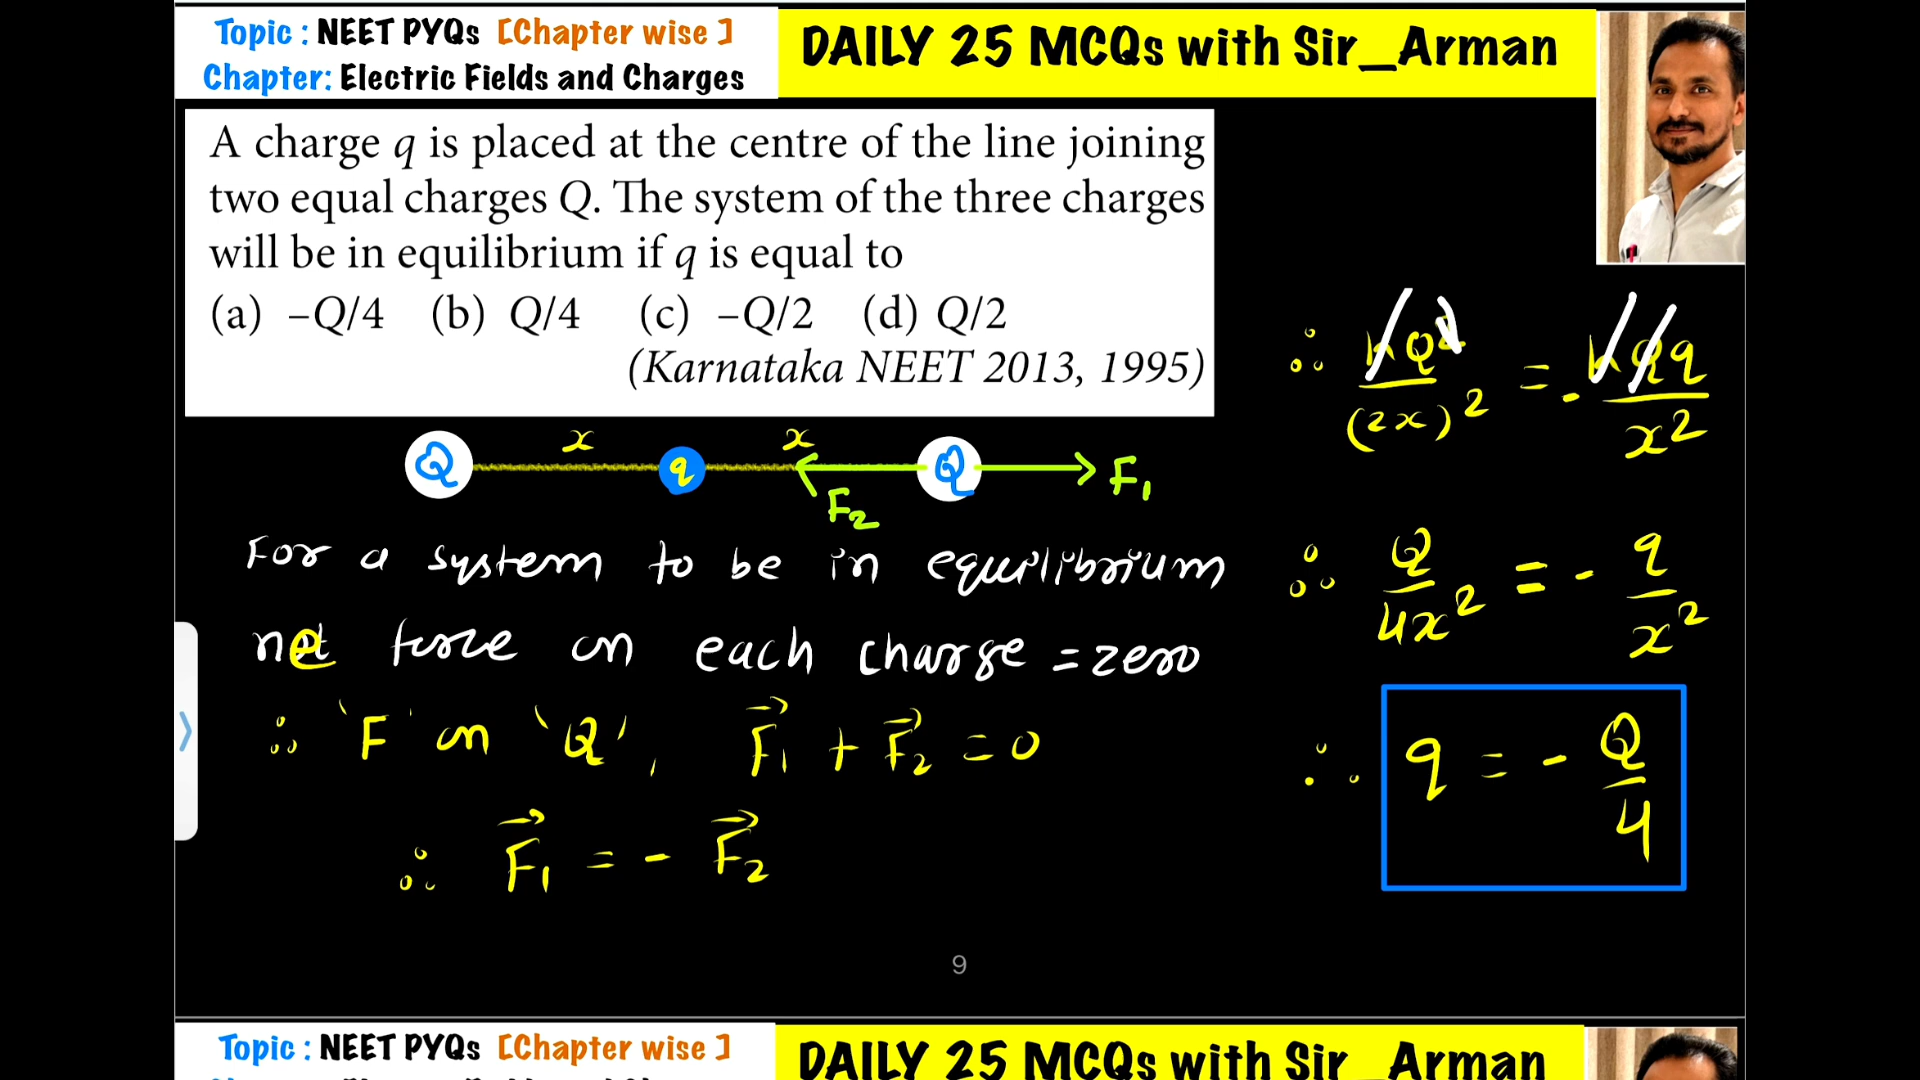 Topic : NEET PYQs [Chapter wise ]
Chapter: Electric Fields and Charges
DAILY 25 MCQs with Sir_Arman
A charge q is placed at the centre of the line joining
two equal charges Q. The system of the three charges
will be in equilibrium if q is equal to
(a) –Q/4 (b) Q/4 (c) –Q/2 (d) Q/2
(Karnataka NEET 2013, 1995)
Q x q x Q F₁
F₂
For a system to be in equilibrium
net force on each charge = zero
∴ 'F' on 'Q', F⃗₁ + F⃗₂ = 0
∴ F⃗₁ = - F⃗₂
∴ kQ²/(2x)² = - kQq/x²
∴ Q/4x² = - q/x²
∴ q = - Q/4
9
Topic : NEET PYQs [Chapter wise ]
DAILY 25 MCQs with Sir_Arman